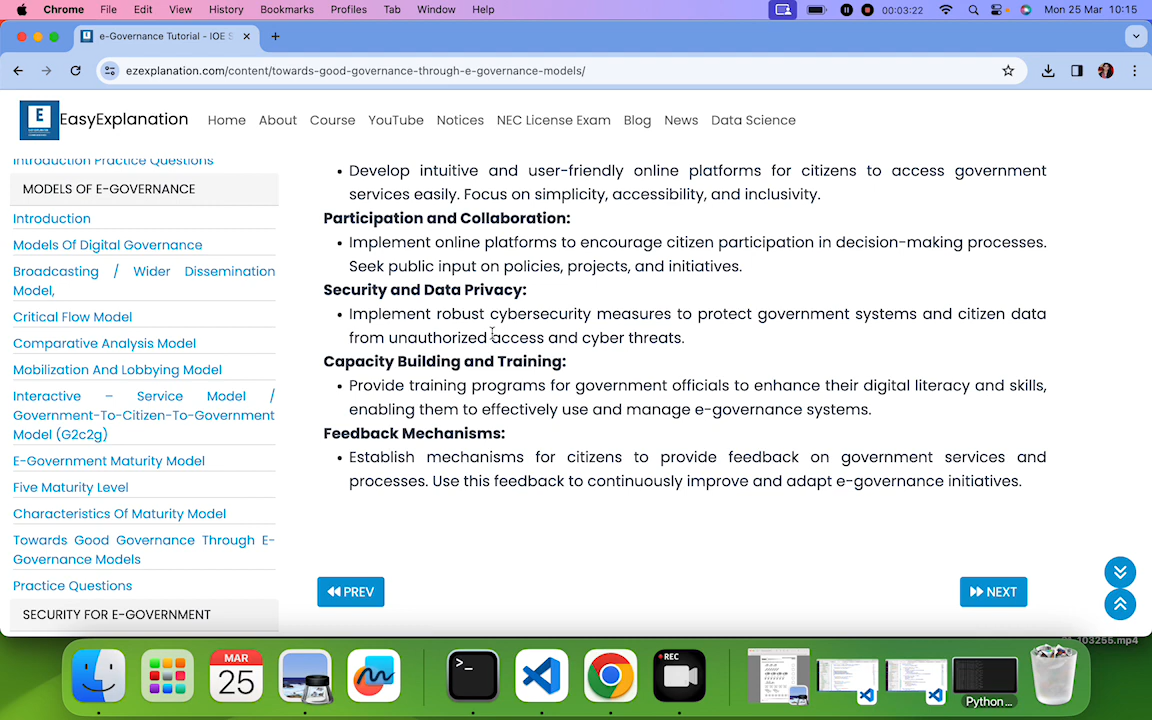 Chrome File Edit View History Bookmarks Profiles Tab Window Help 00:03:22 Mon 25 Mar 10:15
e-Governance Tutorial - IOE S
ezexplanation.com/content/towards-good-governance-through-e-governance-models/
E EasyExplanation Home About Course YouTube Notices NEC License Exam Blog News Data Science
Introduction Practice Questions
MODELS OF E-GOVERNANCE
Introduction
Models Of Digital Governance
Broadcasting / Wider Dissemination
Model,
Critical Flow Model
Comparative Analysis Model
Mobilization And Lobbying Model
Interactive – Service Model /
Government-To-Citizen-To-Government
Model (G2c2g)
E-Government Maturity Model
Five Maturity Level
Characteristics Of Maturity Model
Towards Good Governance Through E-
Governance Models
Practice Questions
SECURITY FOR E-GOVERNMENT
• Develop intuitive and user-friendly online platforms for citizens to access government
services easily. Focus on simplicity, accessibility, and inclusivity.
Participation and Collaboration:
• Implement online platforms to encourage citizen participation in decision-making processes.
Seek public input on policies, projects, and initiatives.
Security and Data Privacy:
• Implement robust cybersecurity measures to protect government systems and citizen data
from unauthorized access and cyber threats.
Capacity Building and Training:
• Provide training programs for government officials to enhance their digital literacy and skills,
enabling them to effectively use and manage e-governance systems.
Feedback Mechanisms:
• Establish mechanisms for citizens to provide feedback on government services and
processes. Use this feedback to continuously improve and adapt e-governance initiatives.
PREV
NEXT
103255.mp4
MAR
25
REC
Python...